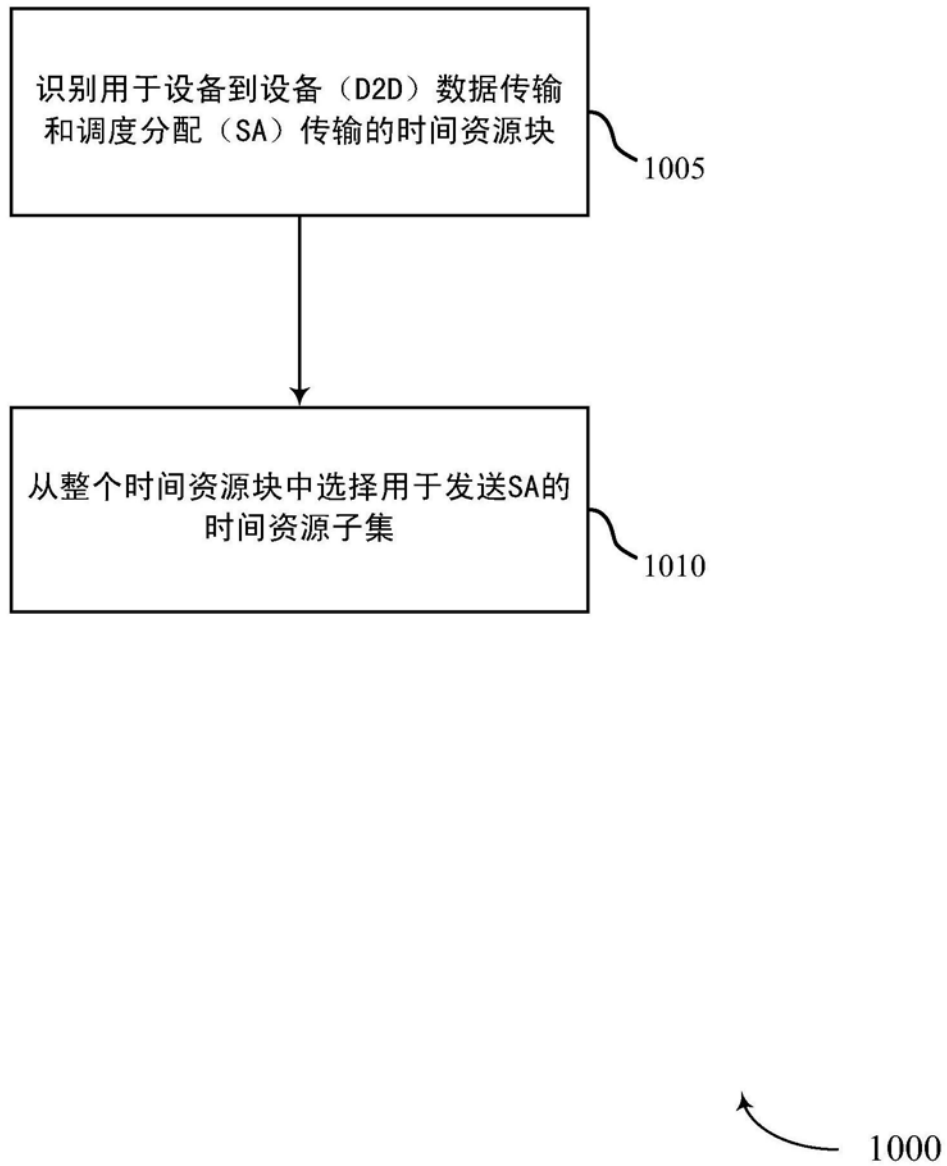 识别用于设备到设备（D2D）数据传输
和调度分配（SA）传输的时间资源块
1005
从整个时间资源块中选择用于发送SA的
时间资源子集
1010
1000